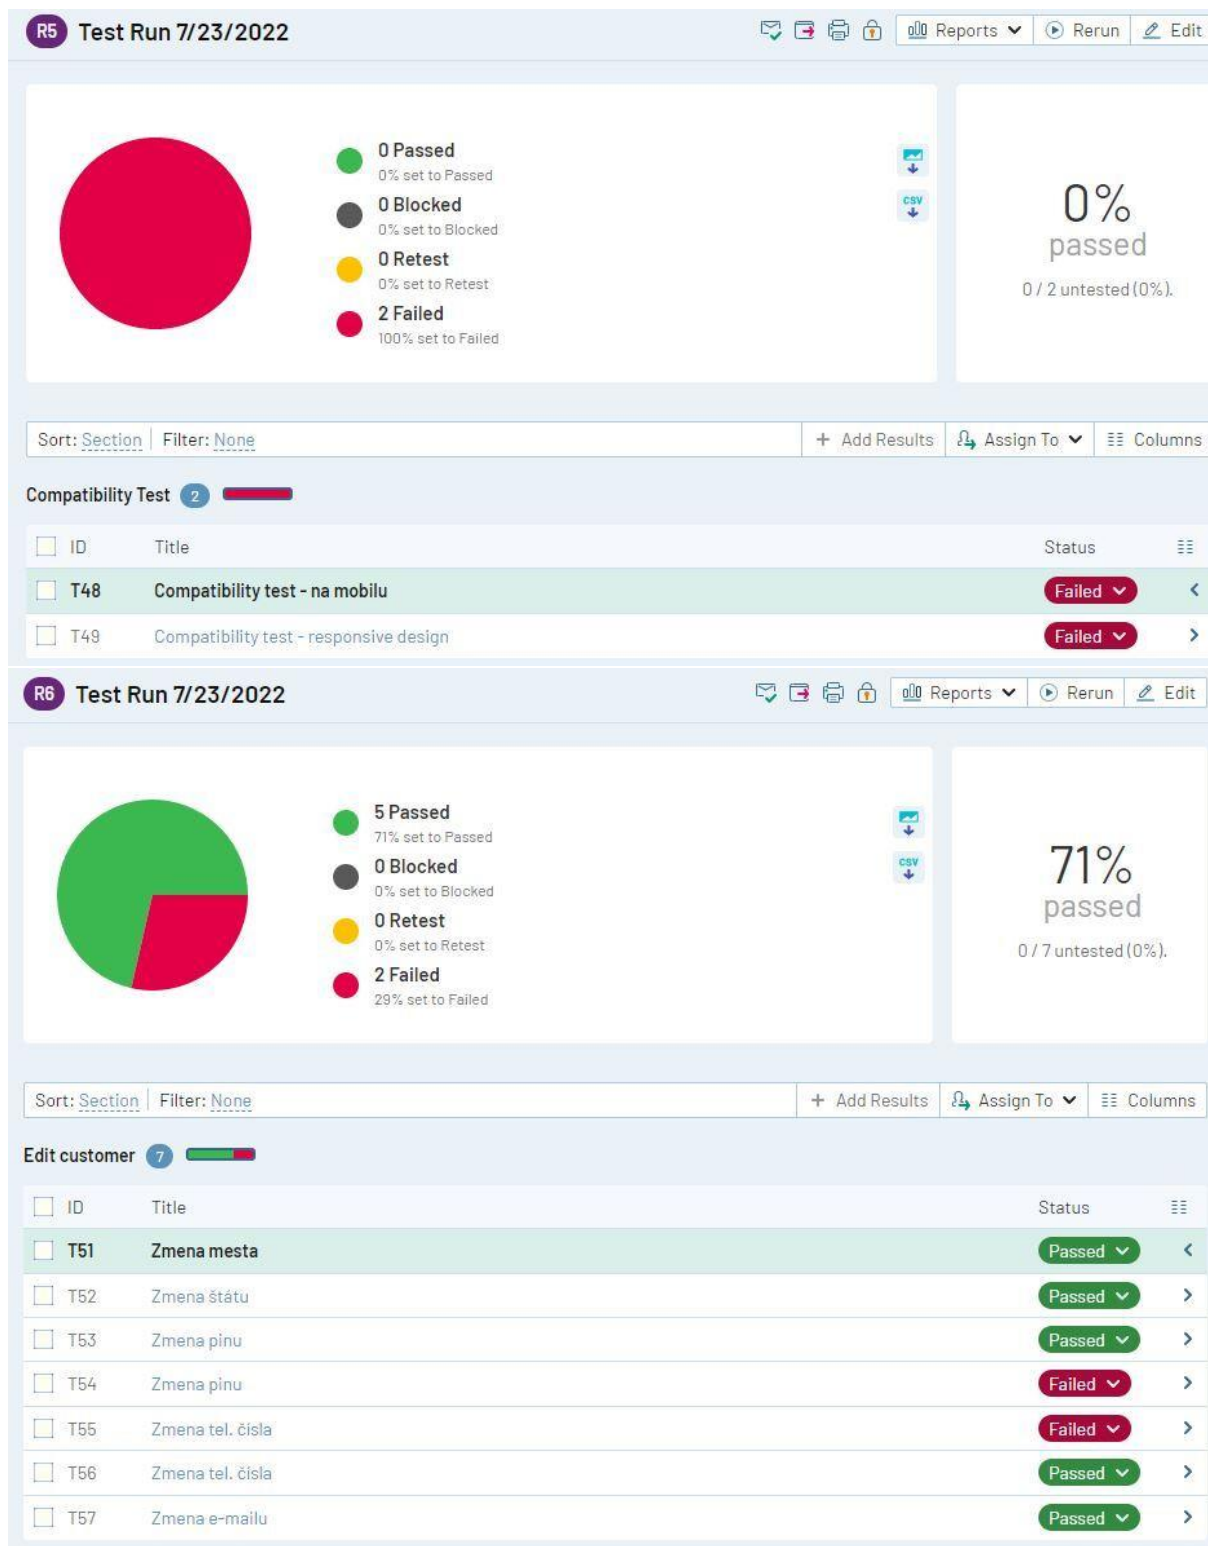 R5 Test Run 7/23/2022 Reports Rerun Edit
0 Passed
0% set to Passed
0 Blocked
0% set to Blocked
0 Retest
0% set to Retest
2 Failed
100% set to Failed
CSV
0%
passed
0 / 2 untested (0%).
Sort: Section Filter: None + Add Results Assign To Columns
Compatibility Test 2
ID Title Status
T48 Compatibility test - na mobilu Failed
T49 Compatibility test - responsive design Failed
R6 Test Run 7/23/2022 Reports Rerun Edit
5 Passed
71% set to Passed
0 Blocked
0% set to Blocked
0 Retest
0% set to Retest
2 Failed
29% set to Failed
CSV
71%
passed
0 / 7 untested (0%).
Sort: Section Filter: None + Add Results Assign To Columns
Edit customer 7
ID Title Status
T51 Zmena mesta Passed
T52 Zmena štátu Passed
T53 Zmena pinu Passed
T54 Zmena pinu Failed
T55 Zmena tel. čísla Failed
T56 Zmena tel. čísla Passed
T57 Zmena e-mailu Passed